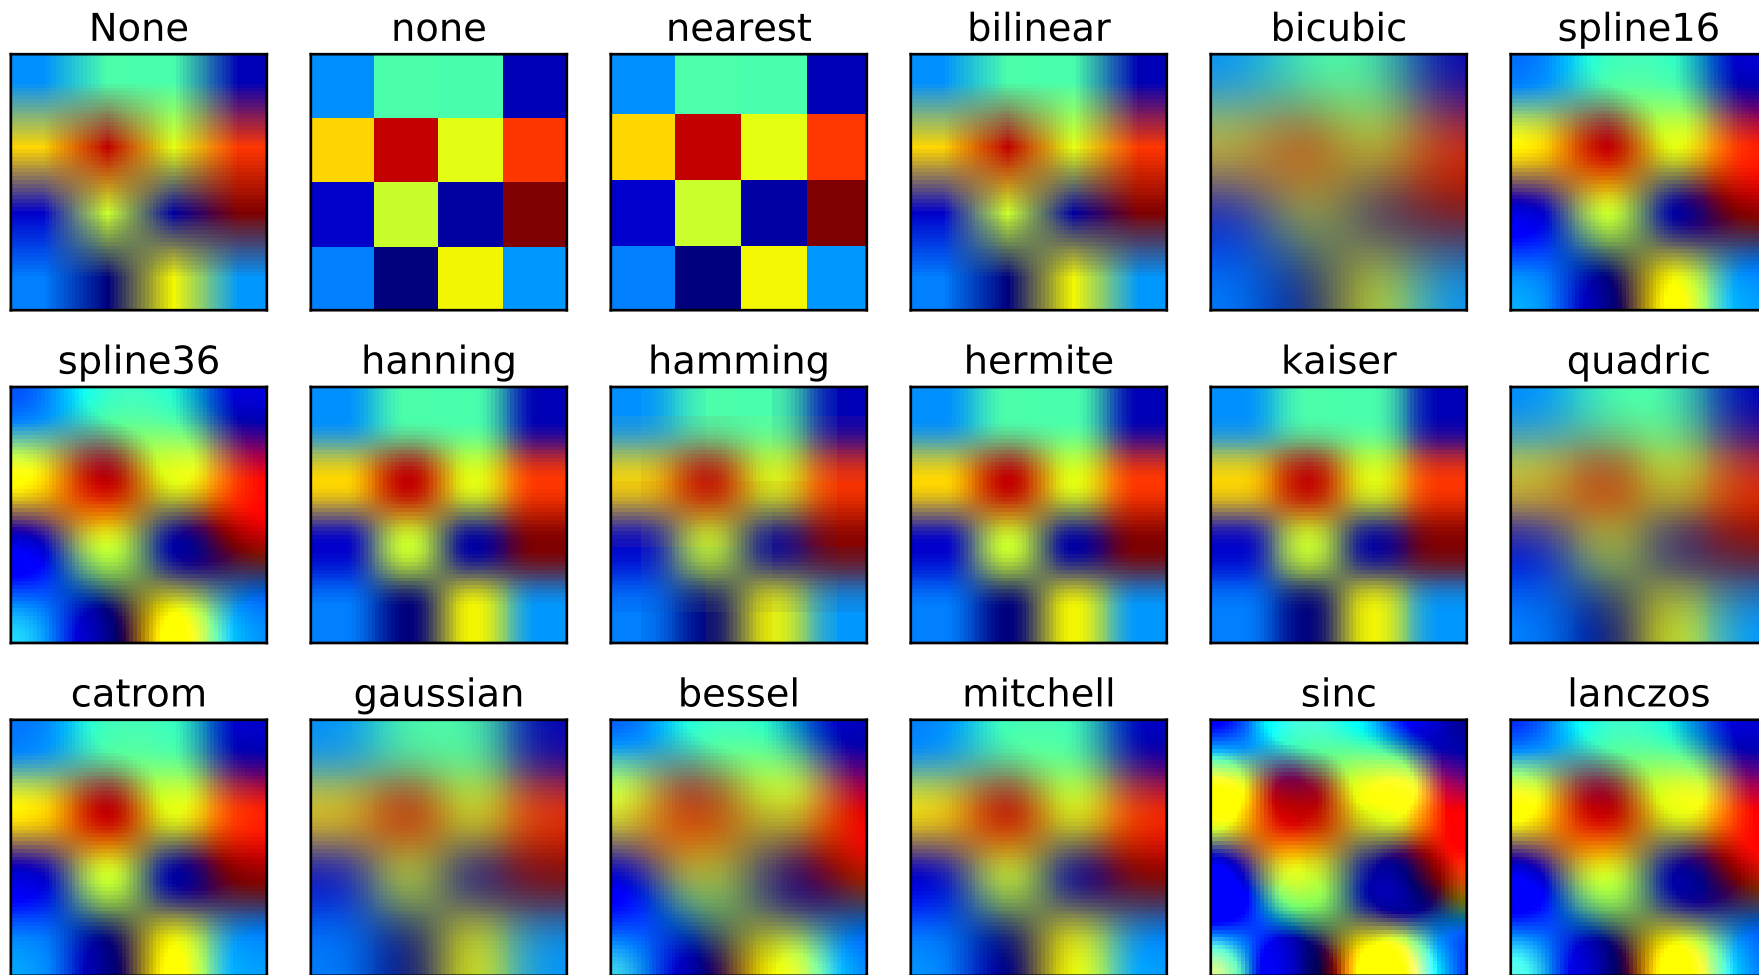 None none nearest bilinear bicubic spline16
spline36 hanning hamming hermite kaiser quadric
catrom gaussian bessel mitchell sinc lanczos